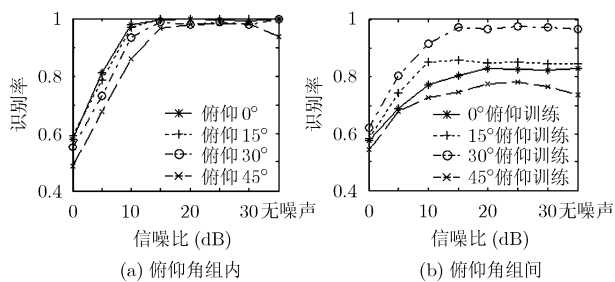 识别率
1
0.8
0.6
0.4
俯仰 0°
俯仰 15°
俯仰 30°
俯仰 45°
0
10
20
30 无噪声
信噪比 (dB)
(a) 俯仰角组内
识别率
1
0.8
0.6
0.4
0°俯仰训练
15°俯仰训练
30°俯仰训练
45°俯仰训练
0
10
20
30 无噪声
信噪比 (dB)
(b) 俯仰角组间